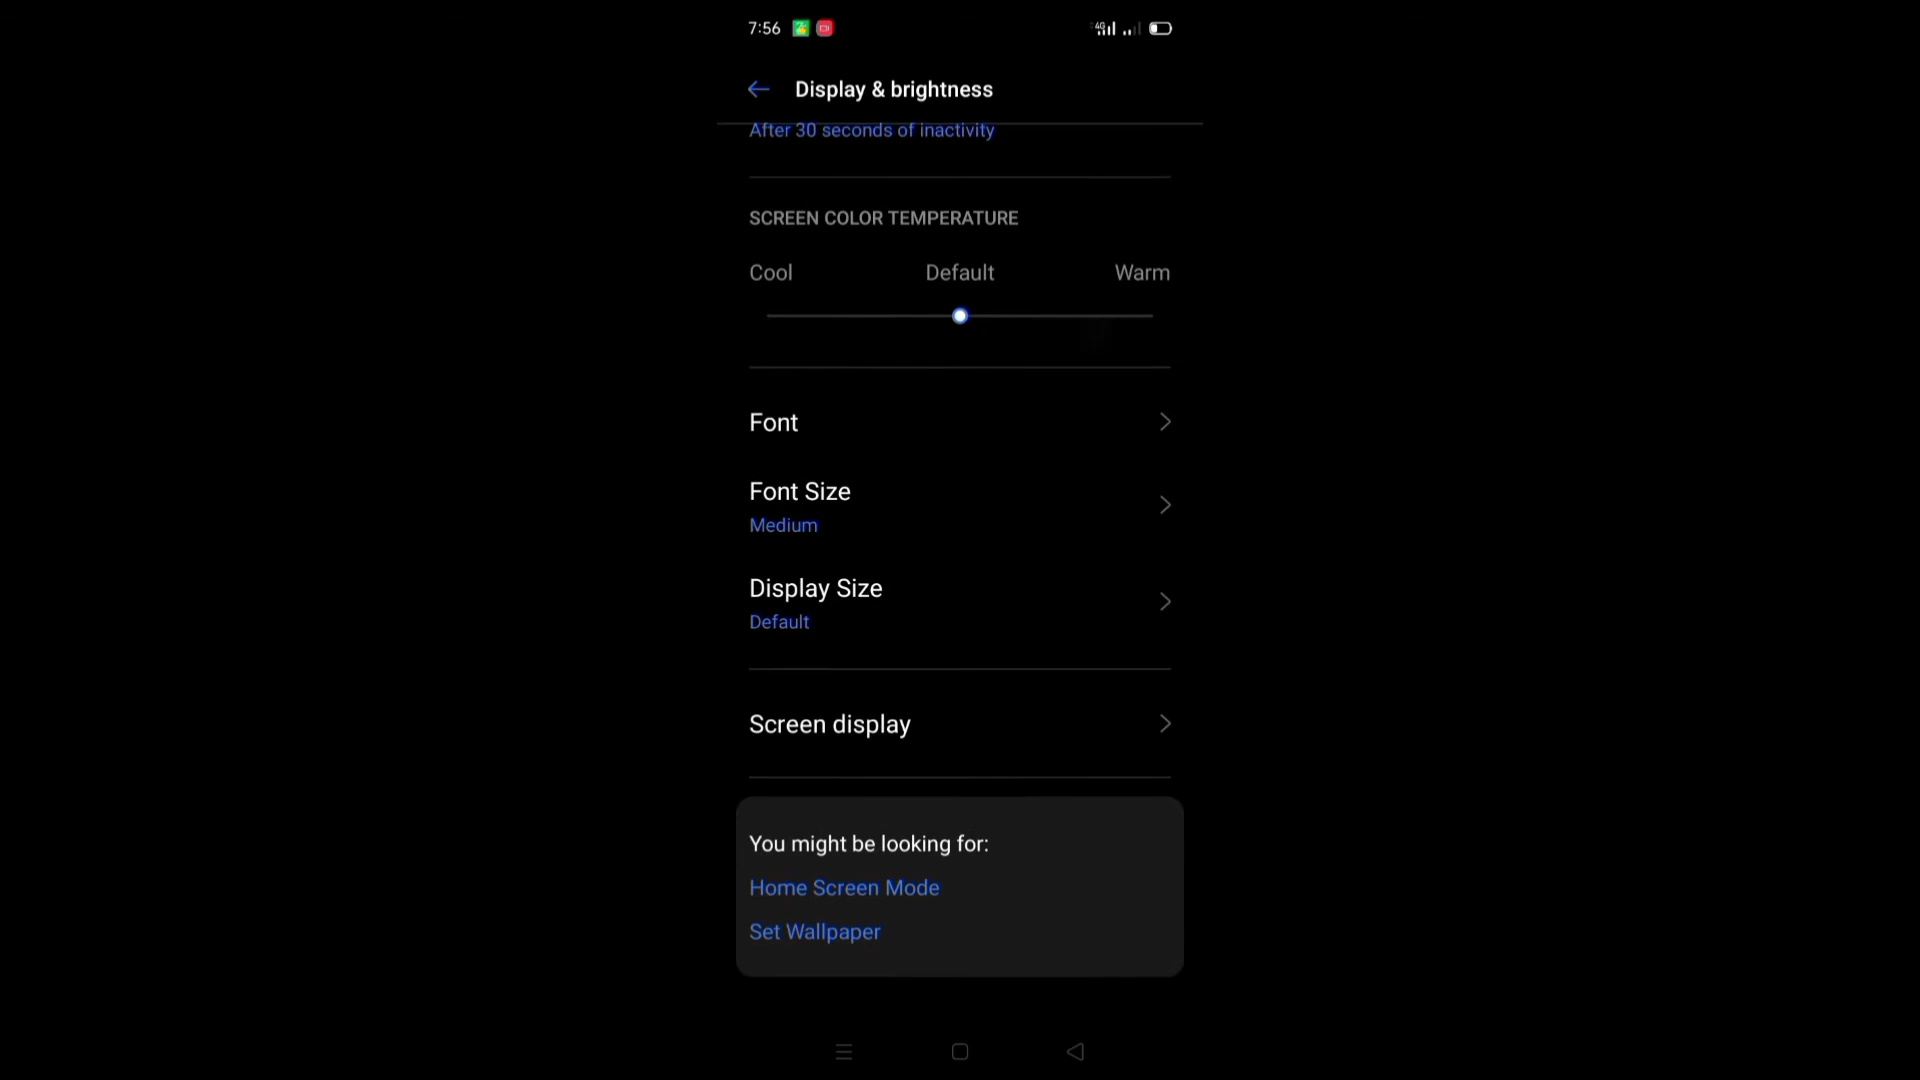 7:56
4G
Display & brightness
After 30 seconds of inactivity
SCREEN COLOR TEMPERATURE
Cool Default Warm
Font
Font Size
Medium
Display Size
Default
Screen display
You might be looking for:
Home Screen Mode
Set Wallpaper